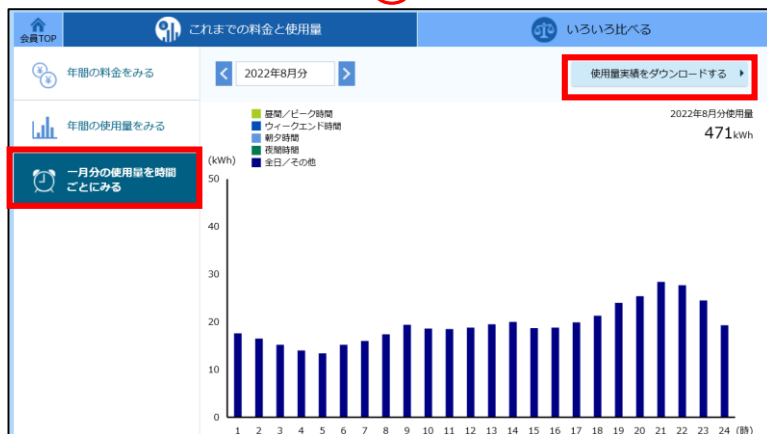 会員TOP
これまでの料金と使用量
いろいろ比べる
年間の料金をみる
年間の使用量をみる
一月分の使用量を時間
ごとにみる
2022年8月分
使用量実績をダウンロードする
2022年8月分使用量
471kWh
昼間／ピーク時間
ウィークエンド時間
朝夕時間
夜間時間
全日／その他
(kWh)
50
40
30
20
10
0
1 2 3 4 5 6 7 8 9 10 11 12 13 14 15 16 17 18 19 20 21 22 23 24 (時)